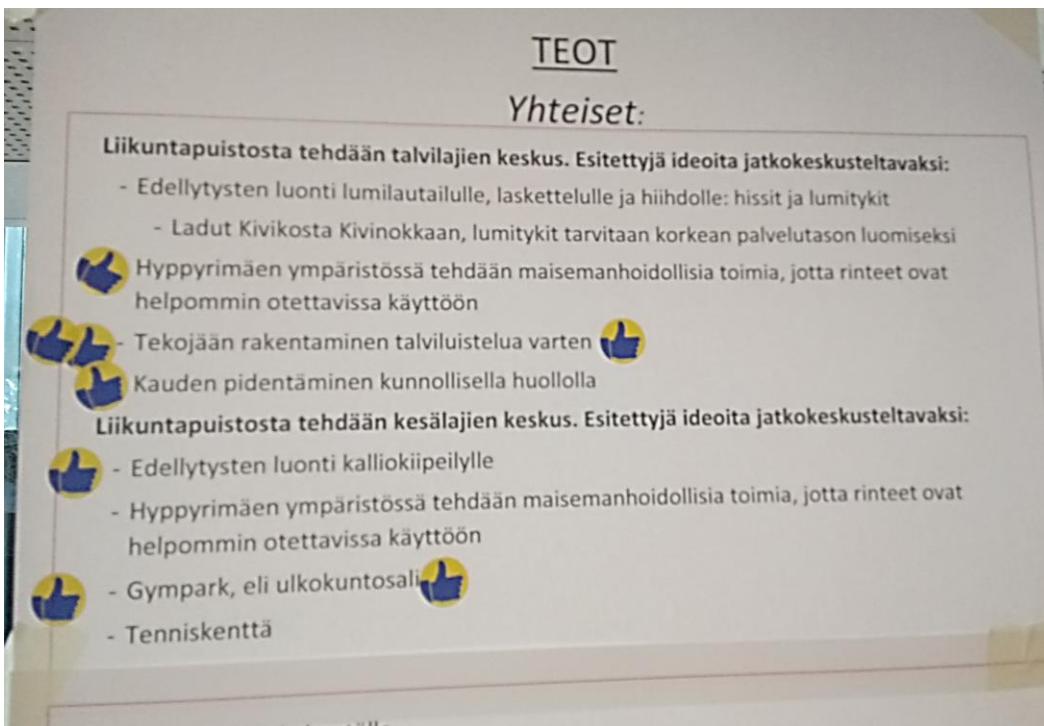 TEOT
Yhteiset:
Liikuntapuistosta tehdään talvilajien keskus. Esitettyjä ideoita jatkokeskusteltavaksi:
- Edellytysten luonti lumilautailulle, laskettelulle ja hiihdolle: hissit ja lumitykit
- Ladut Kivikosta Kivinokkaan, lumitykit tarvitaan korkean palvelutason luomiseksi
Hyppyrimäen ympäristössä tehdään maisemanhoidollisia toimia, jotta rinteet ovat
helpommin otettavissa käyttöön
- Tekojään rakentaminen talviluistelua varten
Kauden pidentäminen kunnollisella huollolla
Liikuntapuistosta tehdään kesälajien keskus. Esitettyjä ideoita jatkokeskusteltavaksi:
- Edellytysten luonti kalliokiipeilylle
- Hyppyrimäen ympäristössä tehdään maisemanhoidollisia toimia, jotta rinteet ovat
helpommin otettavissa käyttöön
- Gympark, eli ulkokuntosali
- Tenniskenttä